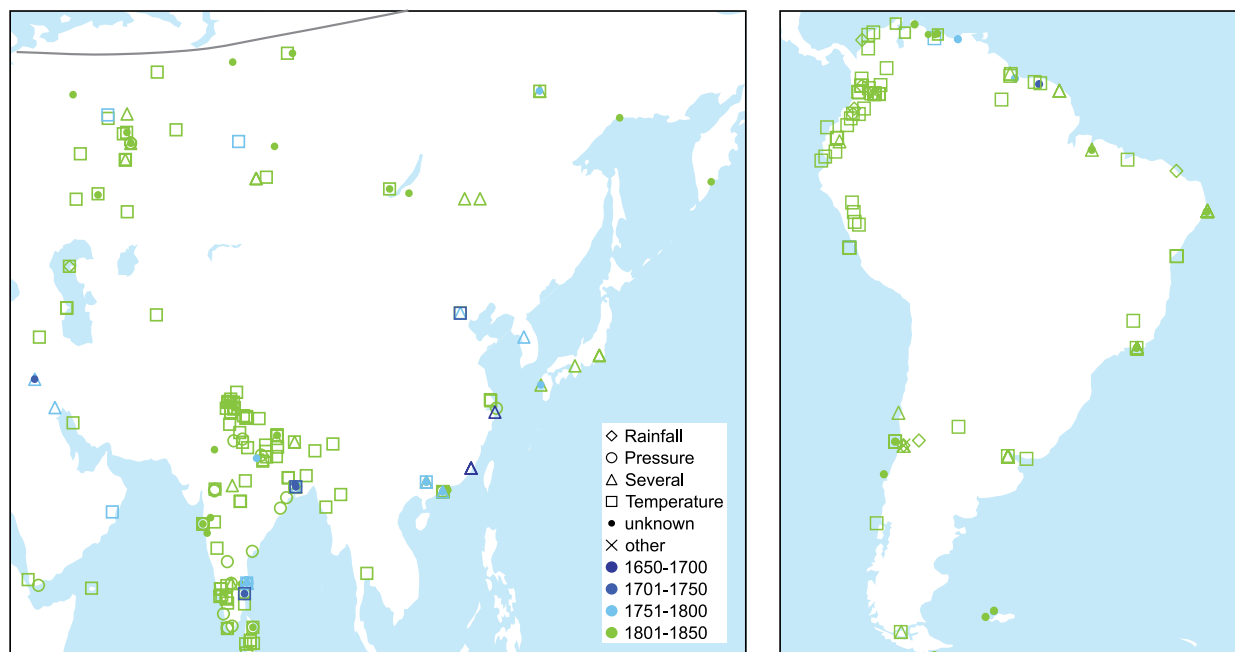 Rainfall
Pressure
Several
Temperature
unknown
other
1650-1700
1701-1750
1751-1800
1801-1850